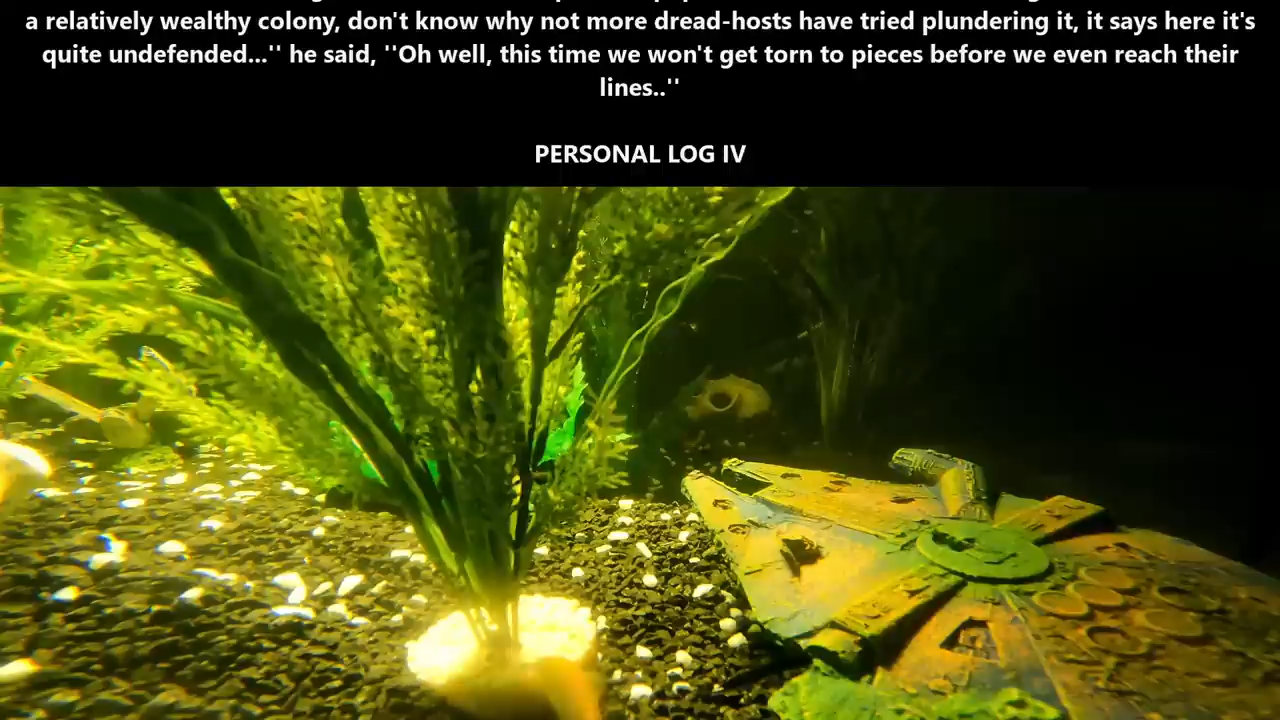 a relatively wealthy colony, don't know why not more dread-hosts have tried plundering it, it says here it's
quite undefended...'' he said, ''Oh well, this time we won't get torn to pieces before we even reach their
lines..''
PERSONAL LOG IV